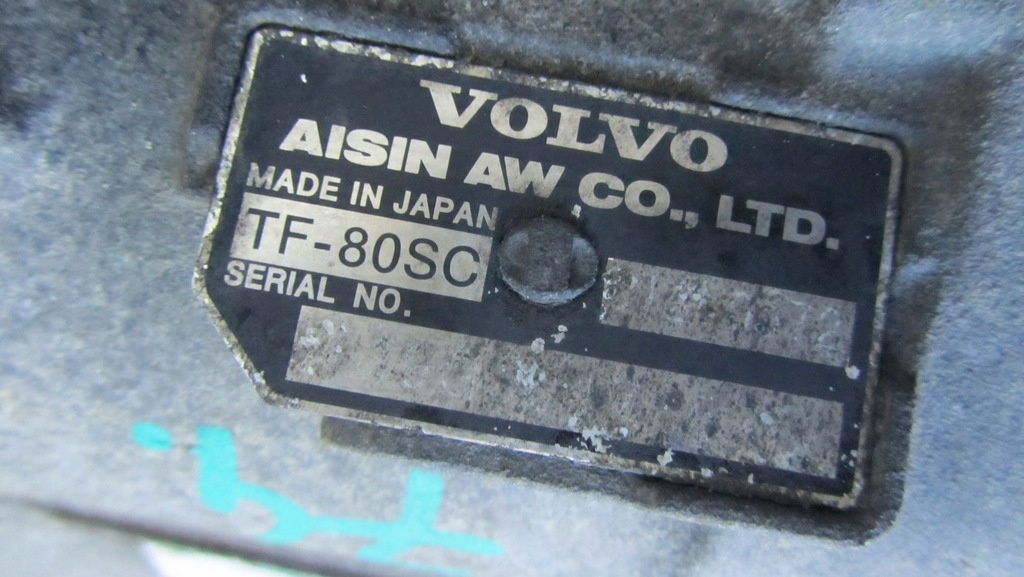 VOLVO
AISIN AW CO., LTD.
MADE IN JAPAN
TF-80SC
SERIAL NO.